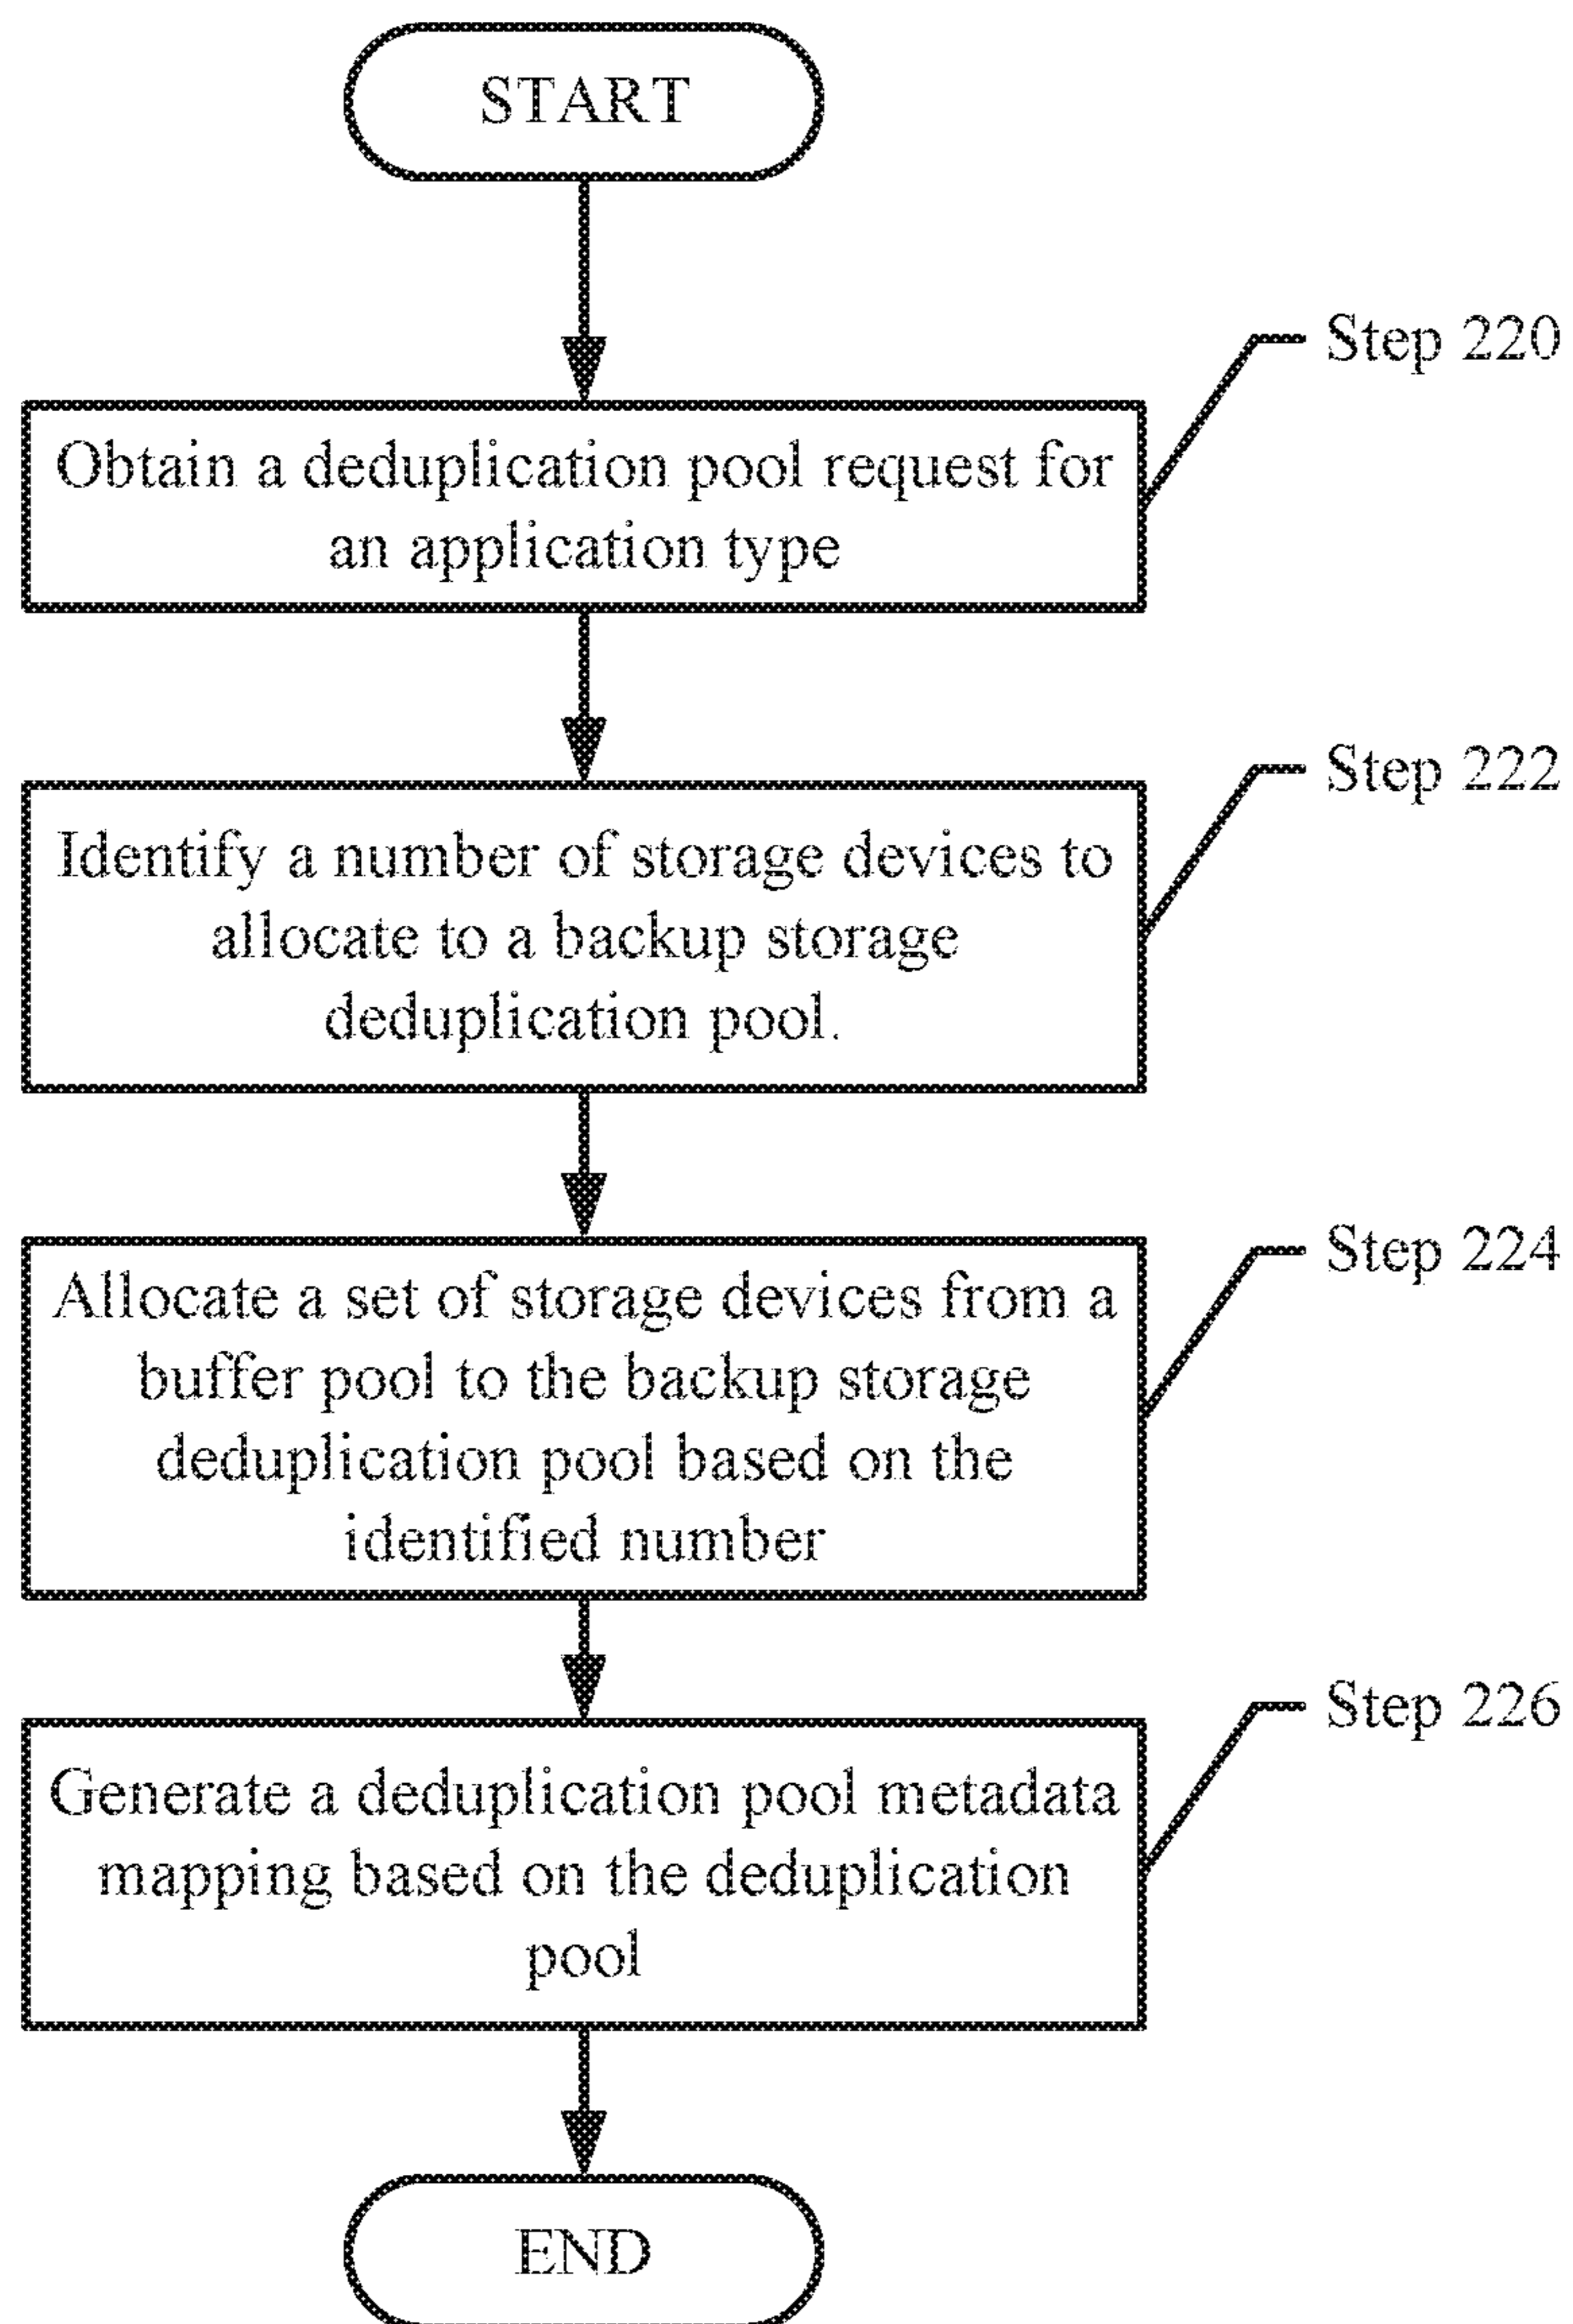 START
Step 220
Obtain a deduplication pool request for
an application type
Step 222
Identify a number of storage devices to
allocate to a backup storage
deduplication pool.
Step 224
Allocate a set of storage devices from a
buffer pool to the backup storage
deduplication pool based on the
identified number
Step 226
Generate a deduplication pool metadata
mapping based on the deduplication
pool
END